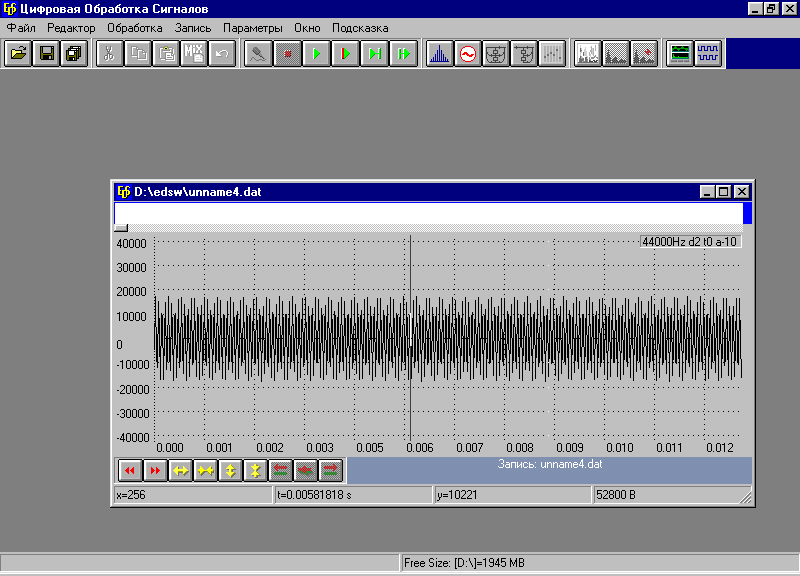 Цифровая Обработка Сигналов
Файл Редактор Обработка Запись Параметры Окно Подсказка
MiX
D:\edsw\unname4.dat
44000Hz d2 t0 a-10
40000
30000
20000
10000
0
-10000
-20000
-30000
-40000
0.000 0.001 0.002 0.003 0.005 0.006 0.007 0.008 0.009 0.010 0.011 0.012
Запись: unname4.dat
x=256 t=0.00581818 s y=10221 52800 B
Free Size: [D:\]=1945 MB